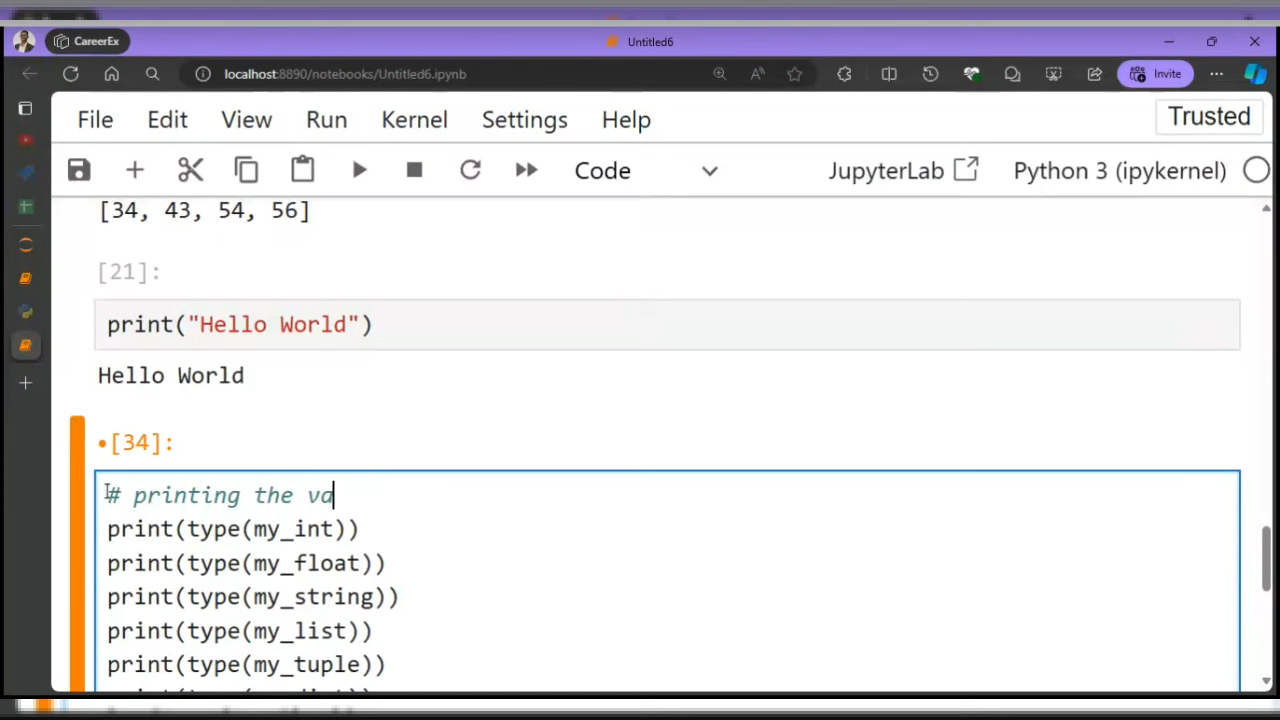 CareerEx
Untitled6
localhost:8890/notebooks/Untitled6.ipynb
Invite
File Edit View Run Kernel Settings Help
Trusted
Code
JupyterLab
Python 3 (ipykernel)
[34, 43, 54, 56]
[21]:
print("Hello World")
Hello World
•[34]:
# printing the va
print(type(my_int))
print(type(my_float))
print(type(my_string))
print(type(my_list))
print(type(my_tuple))